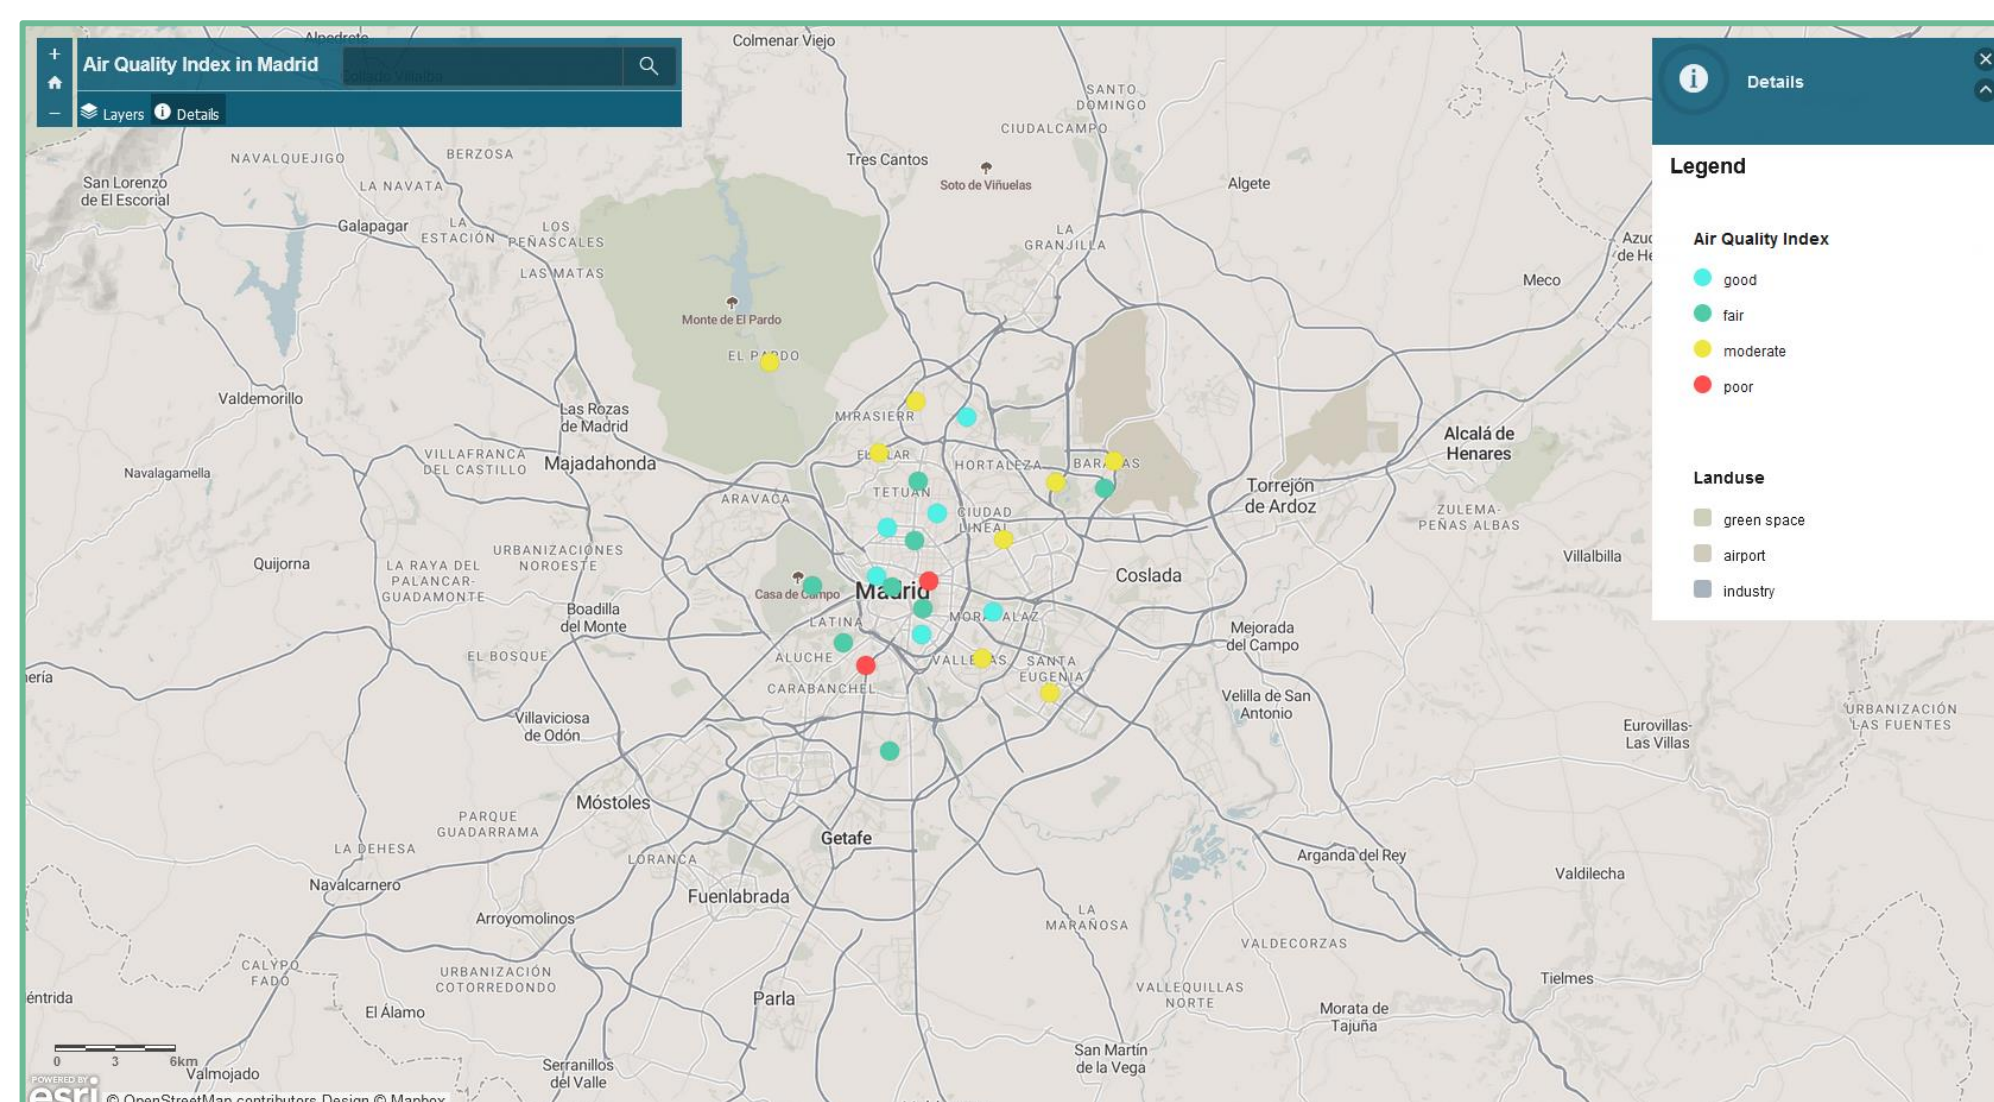 Alpedrete
Colmenar Viejo
+
Air Quality Index in Madrid
Collado Villalba
−
Layers
Details
Details
Legend
Air Quality Index
good
fair
moderate
poor
Landuse
green space
airport
industry
SANTO
DOMINGO
CIUDALCAMPO
NAVALQUEJIGO
BERZOSA
Tres Cantos
Soto de Viñuelas
Algete
San Lorenzo
de El Escorial
LA NAVATA
Galapagar
LA
ESTACIÓN
LOS
PEÑASCALES
LA
GRANJILLA
LAS MATAS
Meco
Monte de El Pardo
Valdemorillo
Las Rozas
de Madrid
Alcalá de
Henares
VILLAFRANCA
DEL CASTILLO
Majadahonda
Navalagamella
HORTALEZA
ARAVACA
TETUÁN
Torrejón
de Ardoz
CIUDAD
LINEAL
ZULEMA-
PEÑAS ALBAS
Villalbilla
Quijorna
LA RAYA DEL
PALANCAR-
GUADAMONTE
URBANIZACIONES
NOROESTE
Casa de Campo
Madrid
Coslada
Boadilla
del Monte
LATINA
Mejorada
del Campo
EL BOSQUE
ALUCHE
SANTA
EUGENIA
CARABANCHEL
Velilla de San
Antonio
Villaviciosa
de Odón
Eurovillas-
Las Villas
URBANIZACIÓN
LAS FUENTES
Móstoles
PARQUE
GUADARRAMA
Getafe
LA DEHESA
LORANCA
Arganda del Rey
Valdilecha
Navalcarnero
Fuenlabrada
Arroyomolinos
LA
MARAÑOSA
VALDECORZAS
CALYPO
FADO
URBANIZACIÓN
COTORREDONDO
Parla
VALLEQUILLAS
NORTE
Tielmes
éntrida
El Álamo
Morata de
Tajuña
San Martín
de la Vega
Serranillos
del Valle
0 3 6km
Valmojado
POWERED BY
esri
© OpenStreetMap contributors Design © Mapbox